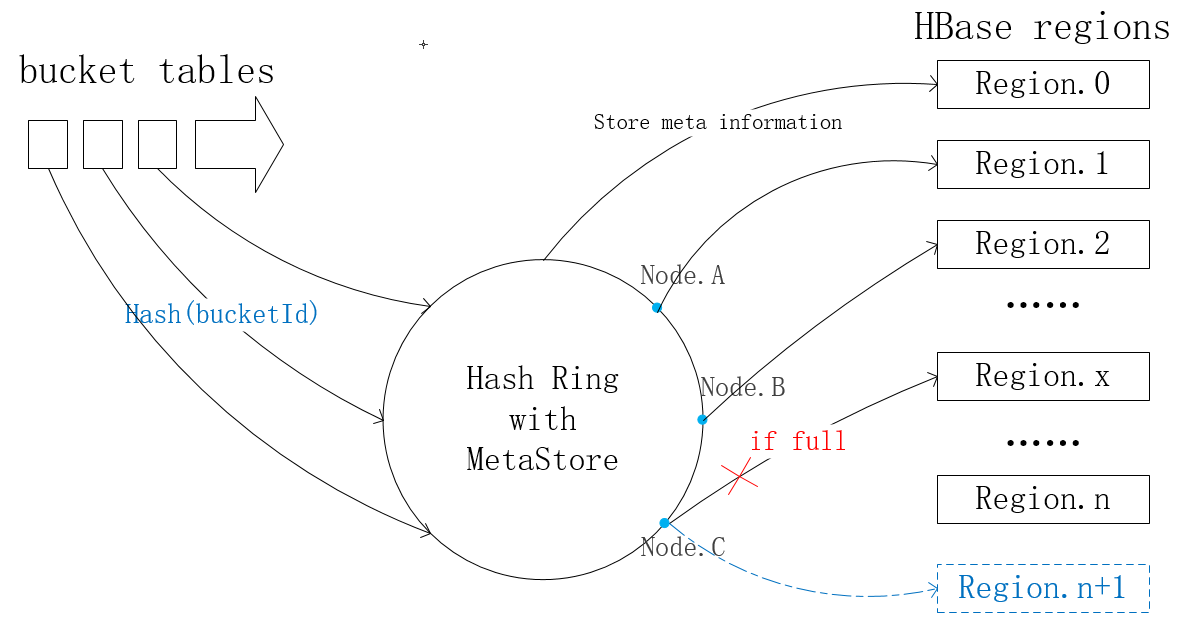 HBase regions
bucket tables
Region.0
Store meta information
Region.1
Region.2
Node.A
......
Hash(bucketId)
Hash Ring
with
MetaStore
Node.B
Region.x
if full
......
Region.n
Node.C
Region.n+1